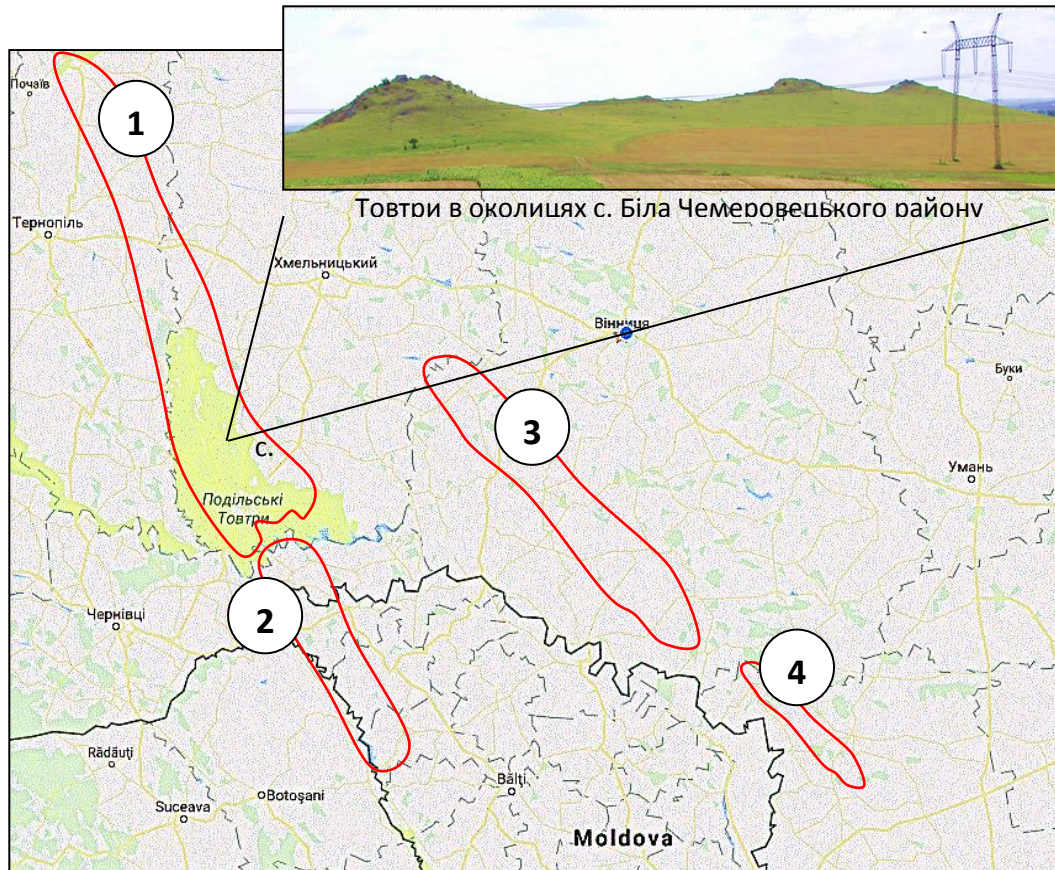 Почаїв
1
Товтри в околицях с. Біла Чемеровецького району
Тернопіль
Хмельницький
Вінниця
Буки
3
с.
Умань
Подільські
Товтри
Чернівці
2
4
Rădăuți
Bălți
Botoșani
Suceava
Moldova